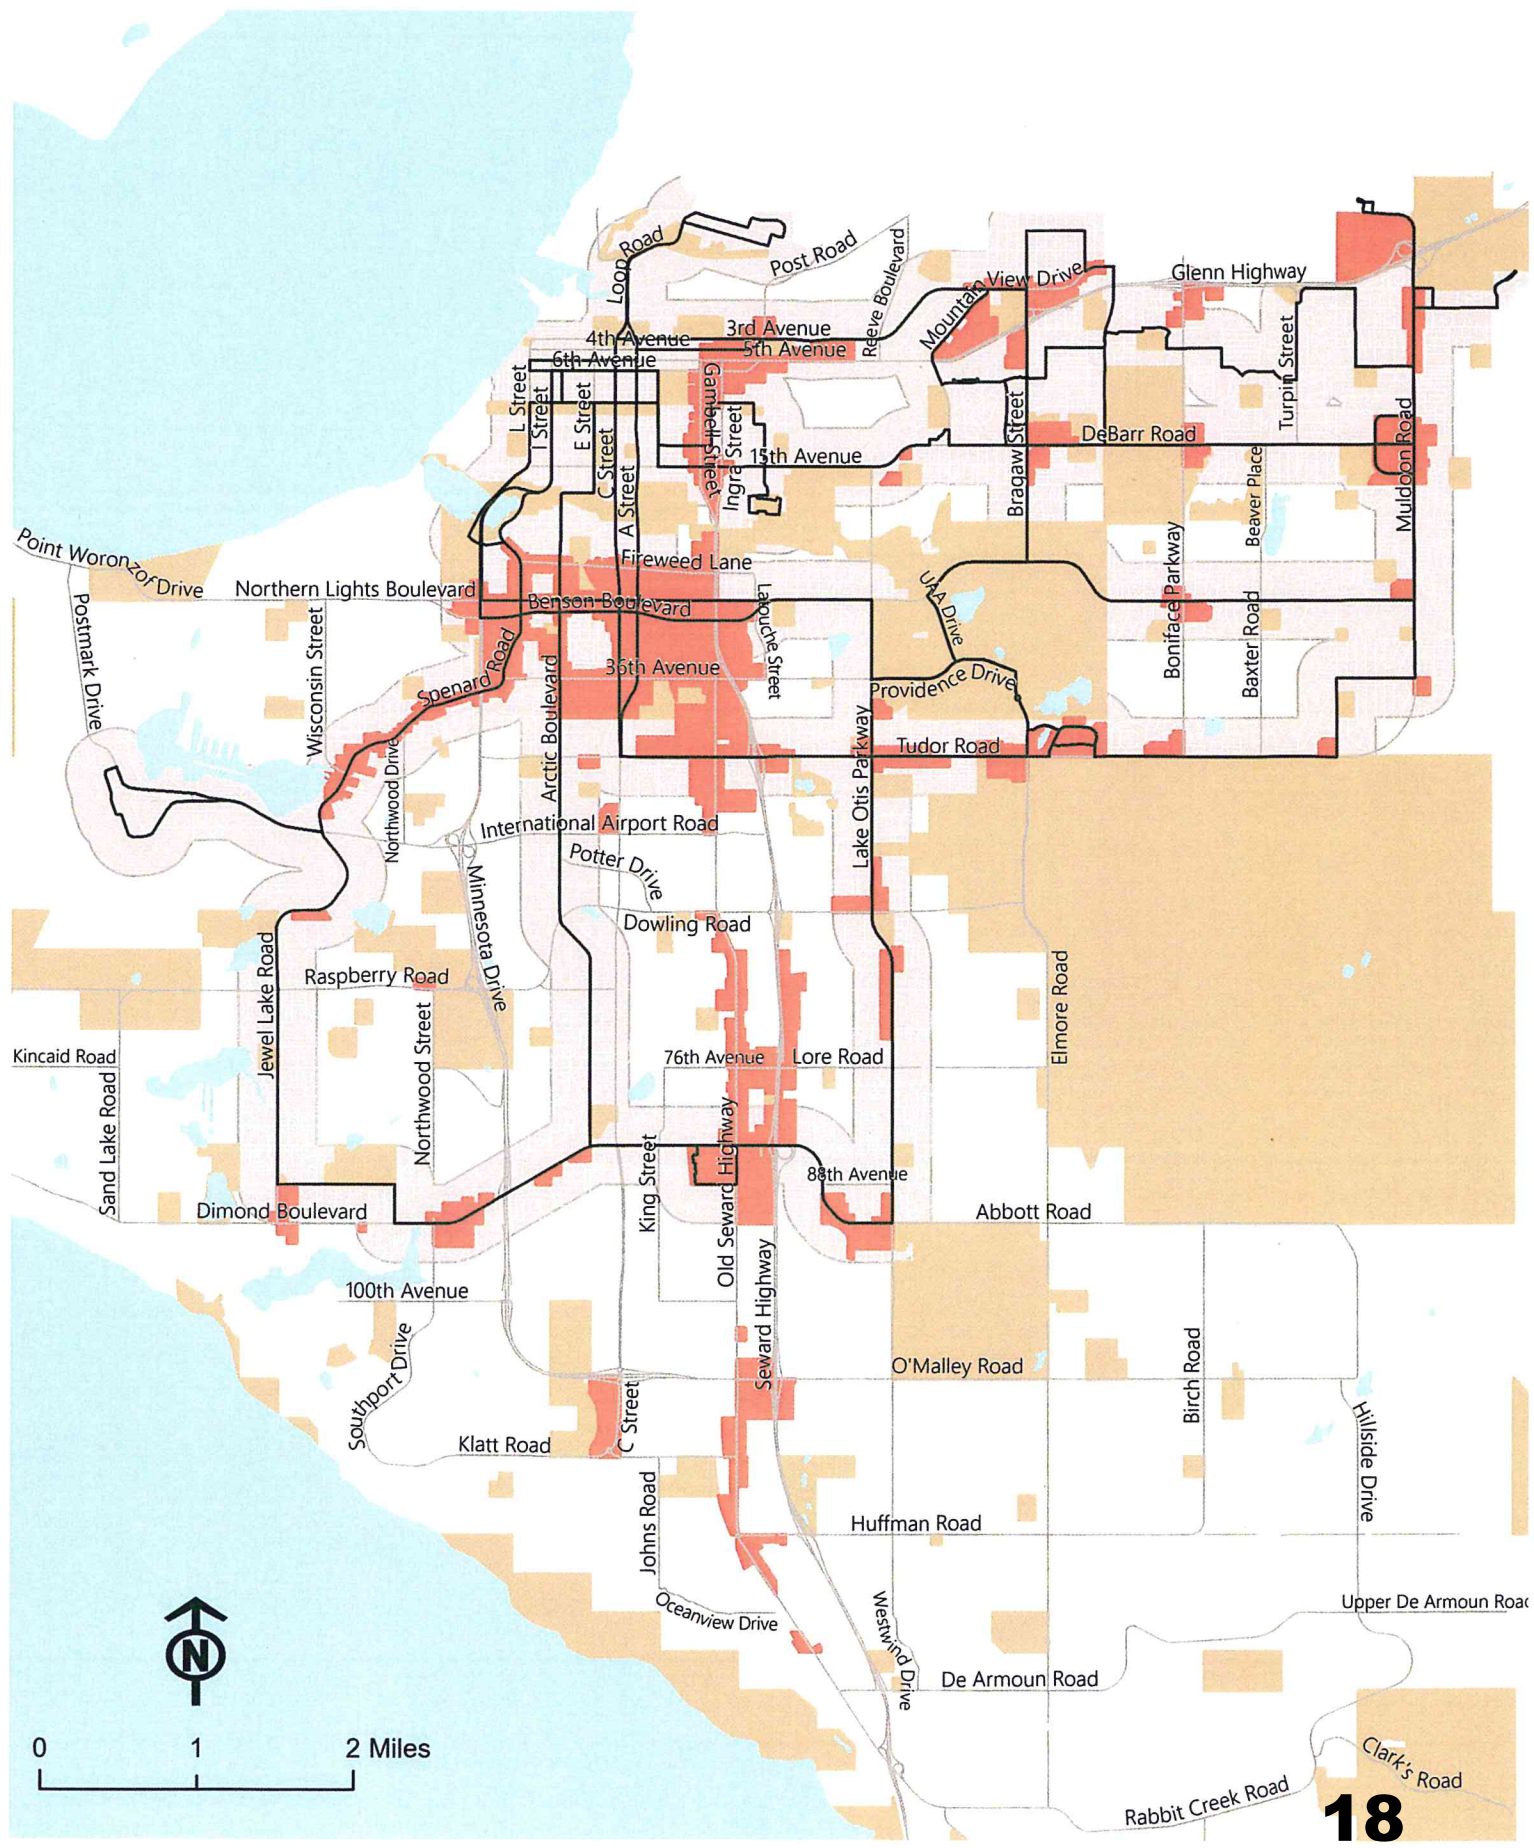 Loop Road
Post Road
Reeve Boulevard
Mountain View Drive
Glenn Highway
3rd Avenue
4th Avenue
5th Avenue
6th Avenue
L Street
I Street
E Street
C Street
A Street
Gambell Street
Ingra Street
15th Avenue
Bragaw Street
DeBarr Road
Turpin Street
Muldoon Road
Beaver Place
Boniface Parkway
Baxter Road
Point Woronzof Drive
Postmark Drive
Northern Lights Boulevard
Wisconsin Street
Fireweed Lane
Benson Boulevard
Latouche Street
UAA Drive
36th Avenue
Spenard Road
Arctic Boulevard
Providence Drive
Tudor Road
Lake Otis Parkway
Northwood Drive
International Airport Road
Potter Drive
Minnesota Drive
Dowling Road
Jewel Lake Road
Raspberry Road
Northwood Street
Elmore Road
Kincaid Road
Sand Lake Road
76th Avenue
Lore Road
King Street
Old Seward Highway
88th Avenue
Dimond Boulevard
Abbott Road
100th Avenue
Southport Drive
Seward Highway
O'Malley Road
Birch Road
Hillside Drive
C Street
Klatt Road
Johns Road
Huffman Road
Oceanview Drive
Westwind Drive
Upper De Armoun Road
De Armoun Road
Clark's Road
Rabbit Creek Road
N
0 1 2 Miles
18